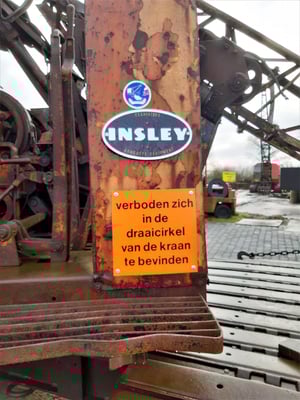 INSLEY
verboden zich
in de
draaicirkel
van de kraan
te bevinden